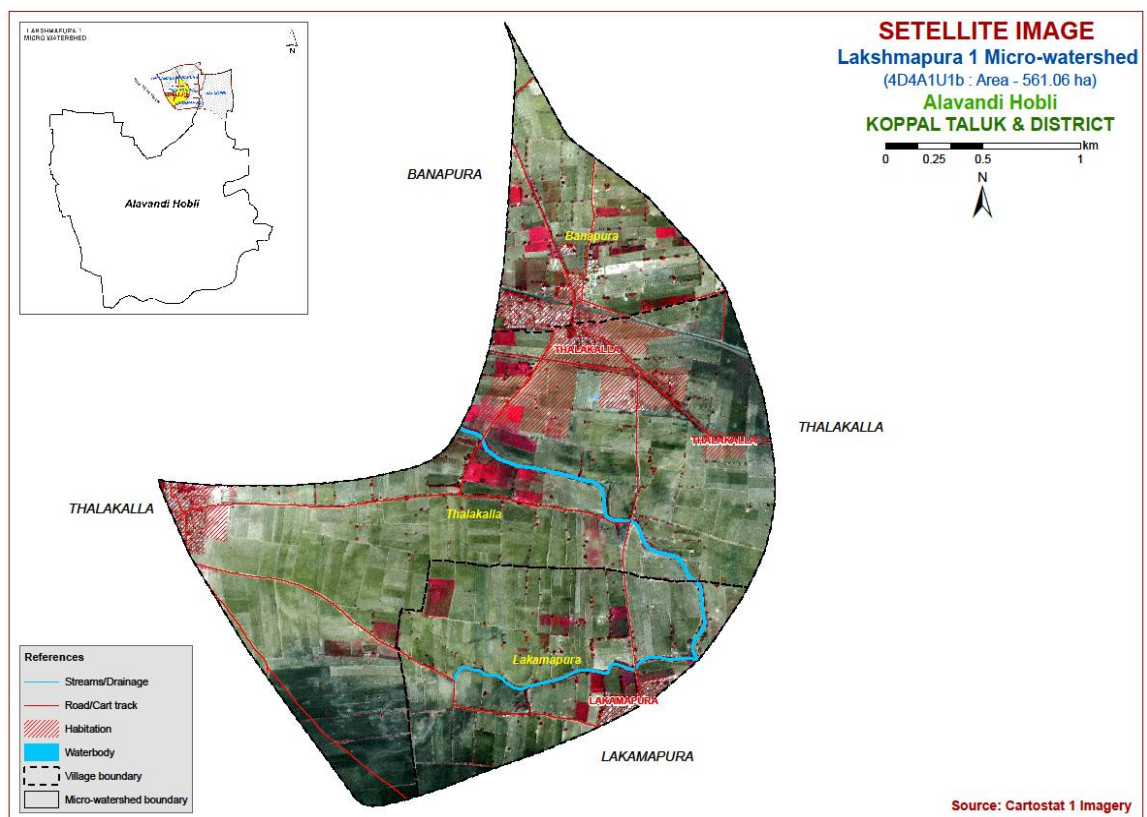 LAKSHMAPURA 1
MICRO WATERSHED
N
Alavandi Hobli
SETELLITE IMAGE
Lakshmapura 1 Micro-watershed
(4D4A1U1b : Area - 561.06 ha)
Alavandi Hobli
KOPPAL TALUK & DISTRICT
km
0 0.25 0.5 1
N
BANAPURA
Banapura
THALAKALLA
THALAKALLA
THALAKALLA
THALAKALLA
Thalakalla
Lakamapura
LAKAMAPURA
LAKAMAPURA
References
Streams/Drainage
Road/Cart track
Habitation
Waterbody
Village boundary
Micro-watershed boundary
Source: Cartostat 1 Imagery